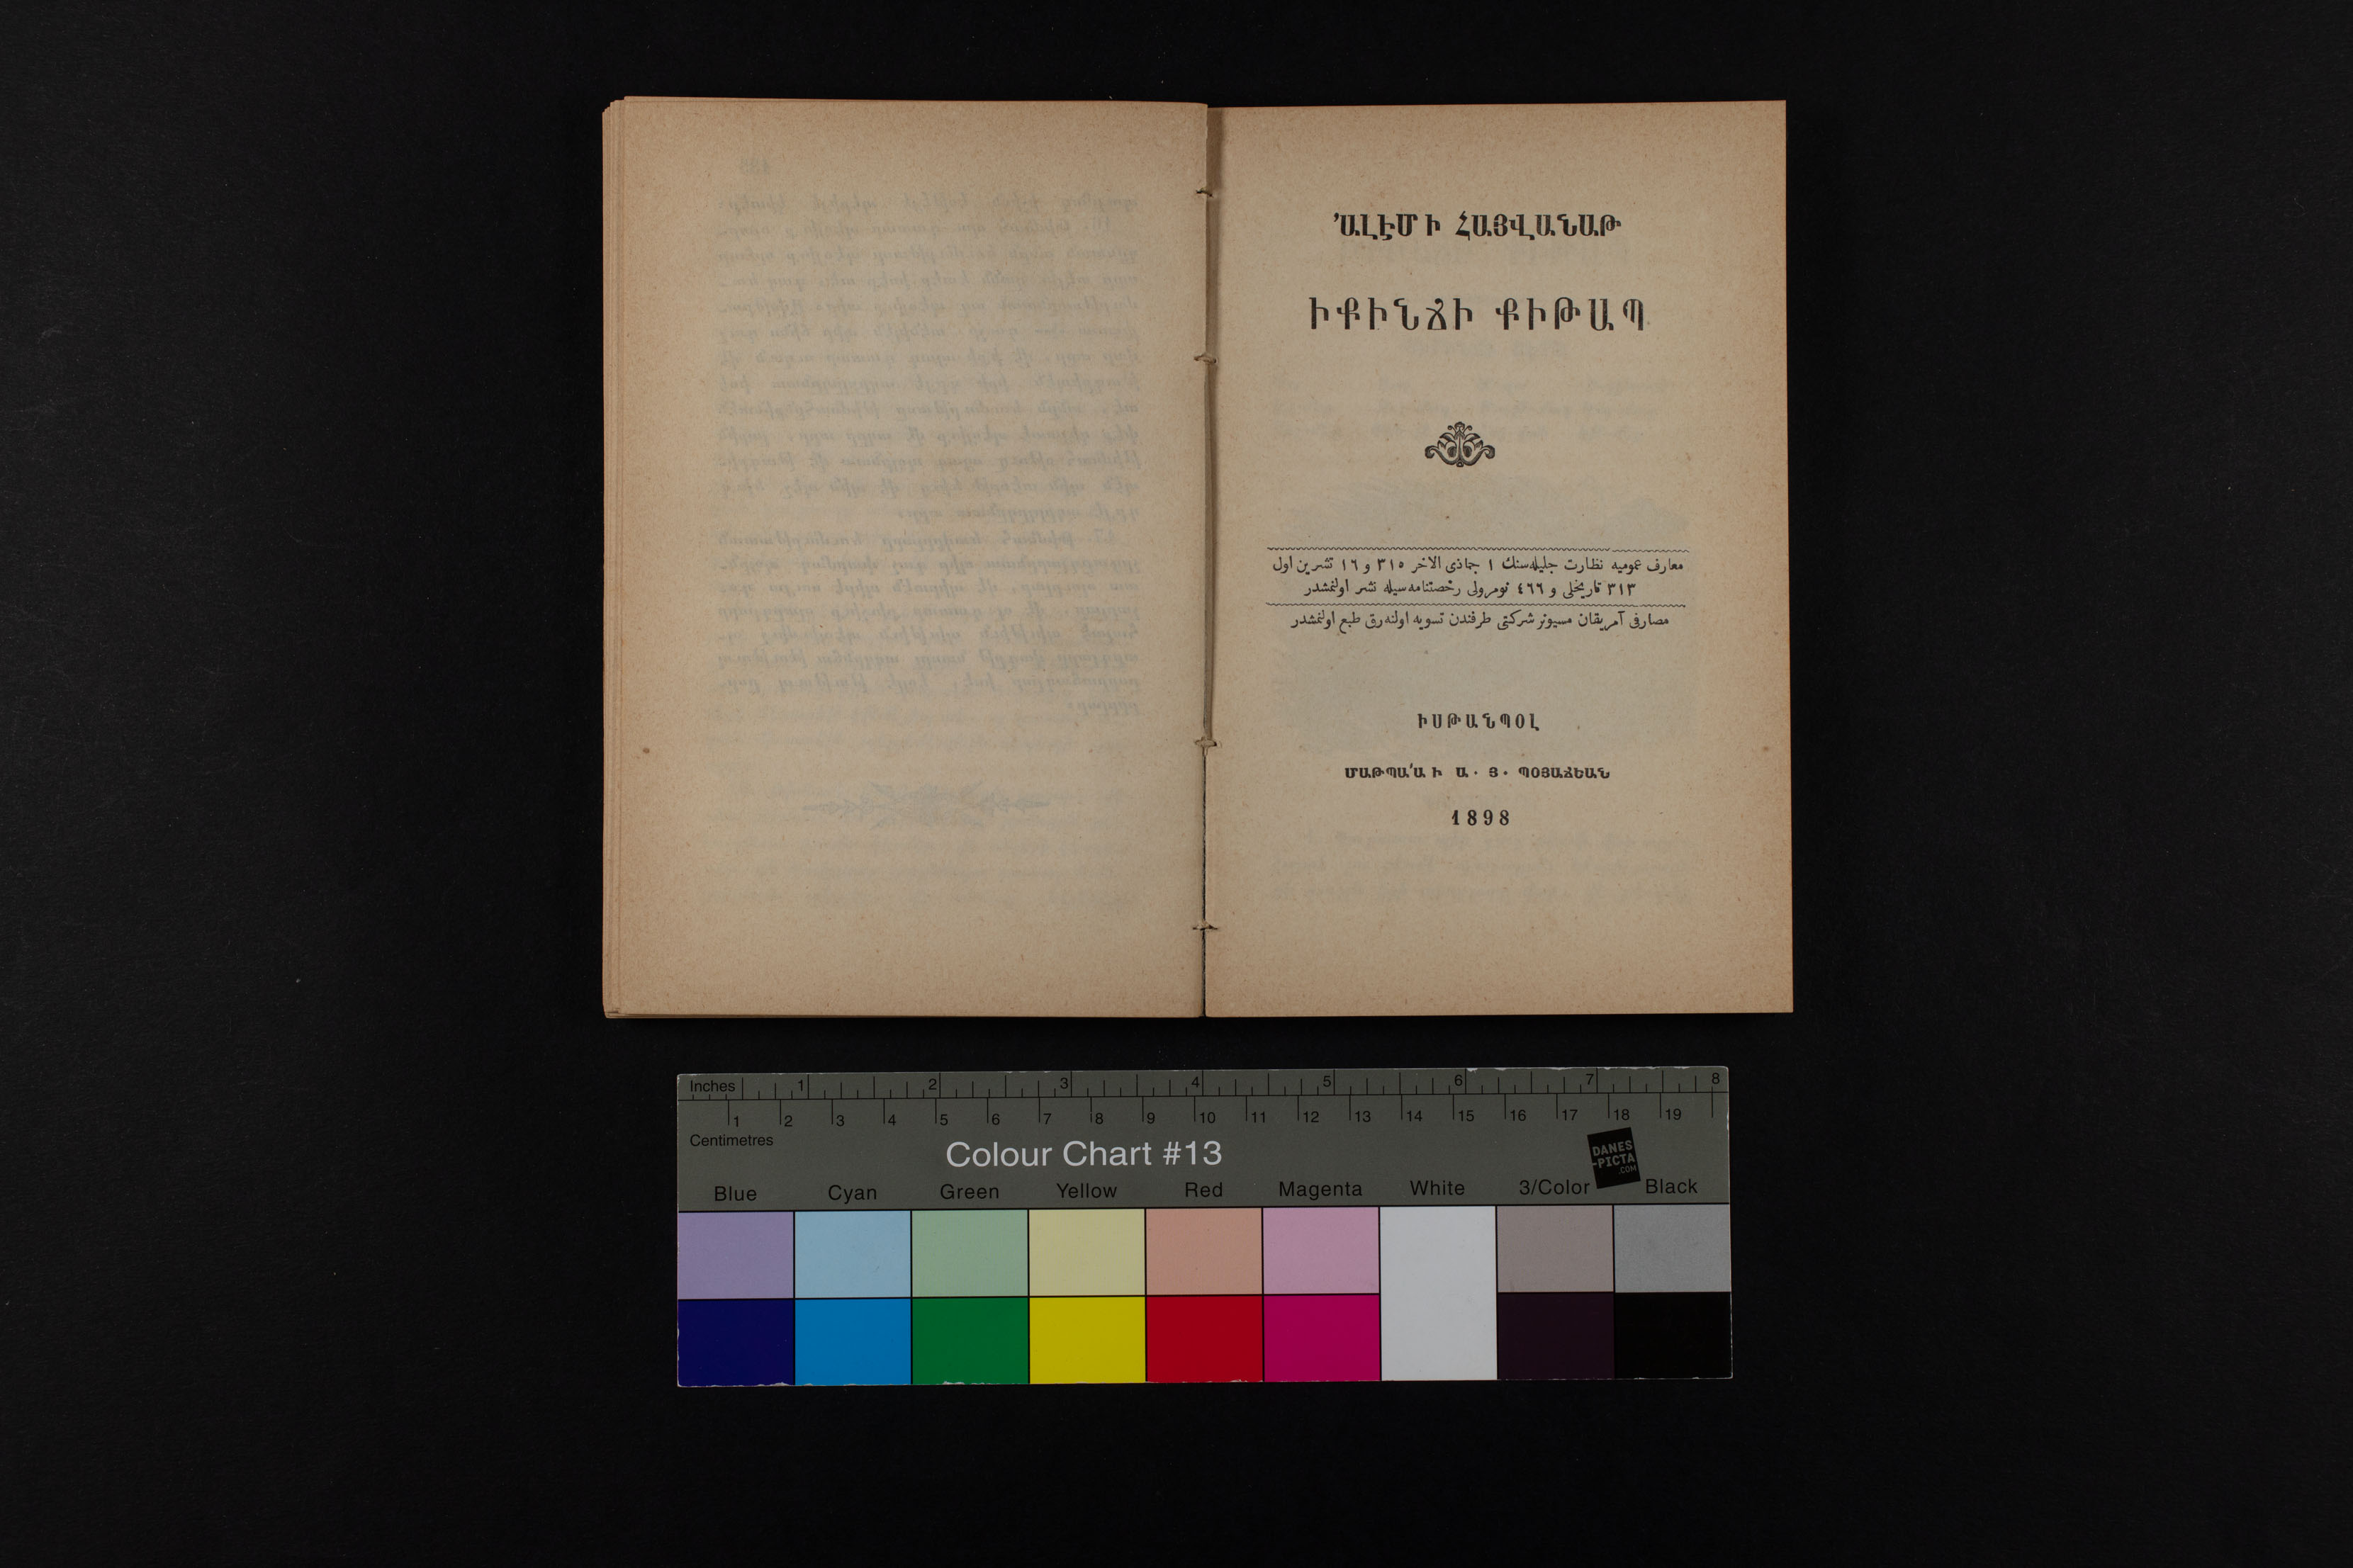 ՚ԱԼԷՄԻ ՀԱՅՎԱՆԱԹ
ԻՔԻՆՃԻ ՔԻԹԱՊ
معارف عمومیه نظارت جلیله‌سنك ١ جماذی الاخر ٣١٥ و ١٦ تشرین اول
٣١٣ تاریخلی و ٤٦٦ نومرولی رخصتنامه‌سیله نشر اولنمشدر
مصارفی آمریقان مسیونر شرکتی طرفندن تسویه اولنه‌رق طبع اولنمشدر
ԻՍԹԱՆՊՕԼ
ՄԱԹՊԱ՚Ա Ի Ա. Յ. ՊՕՅԱՃԵԱՆ
1898
Inches 1 2 3 4 5 6 7 8
1 2 3 4 5 6 7 8 9 10 11 12 13 14 15 16 17 18 19
Centimetres
Colour Chart #13
DANES
-PICTA
.COM
Blue Cyan Green Yellow Red Magenta White 3/Color Black